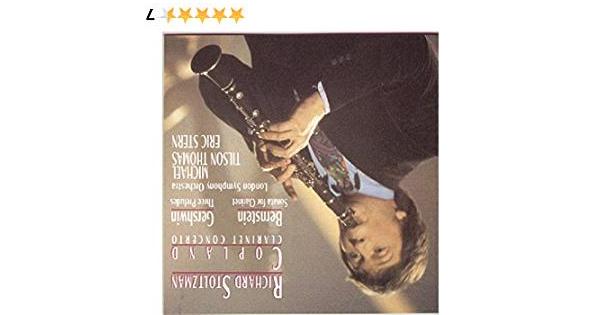 RICHARD STOLTZMAN
COPLAND
CLARINET CONCERTO
Bernstein Gershwin
Sonata for Clarinet Three Preludes
London Symphony Orchestra
MICHAEL
TILSON THOMAS
ERIC STERN
7